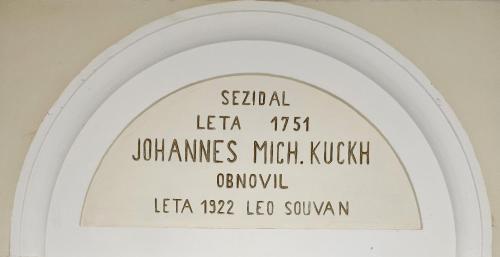 SEZIDAL
LETA 1751
JOHANNES MICH. KUCKH
OBNOVIL
LETA 1922 LEO SOUVAN